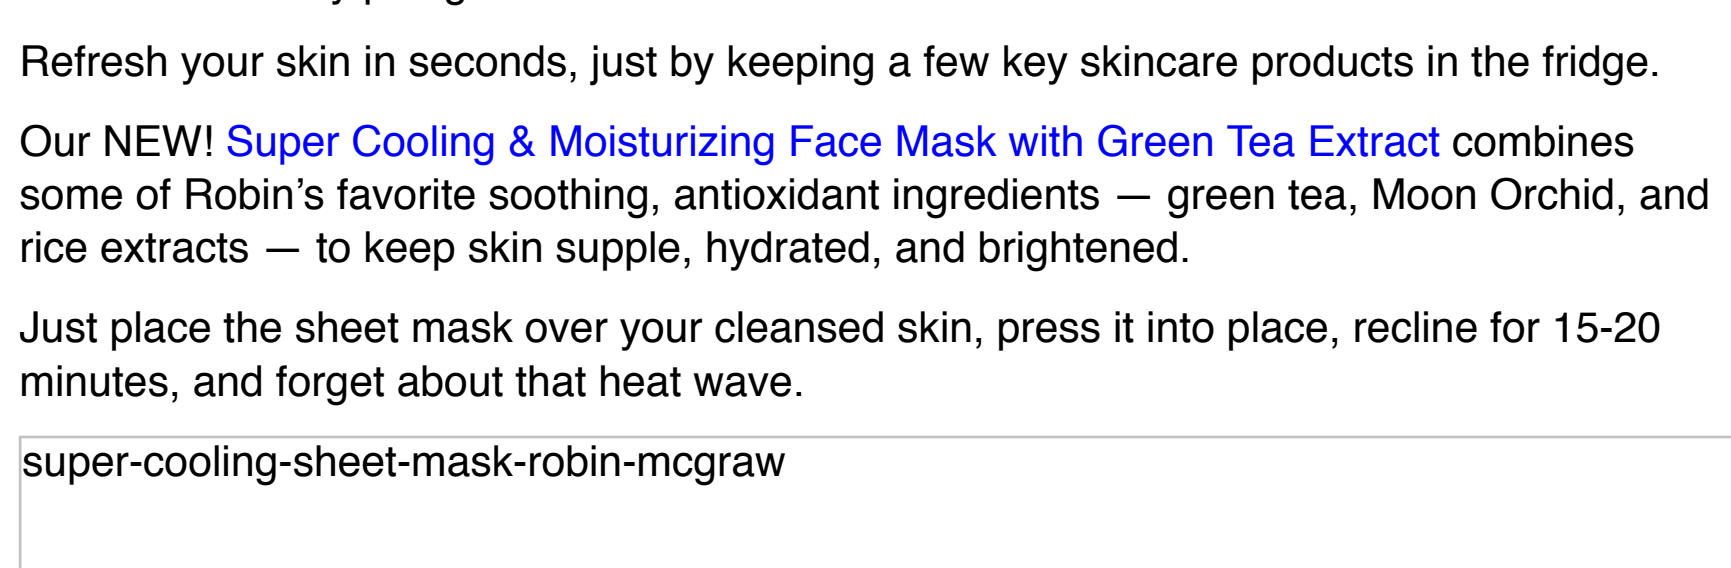 Refresh your skin in seconds, just by keeping a few key skincare products in the fridge.
Our NEW! Super Cooling & Moisturizing Face Mask with Green Tea Extract combines
some of Robin’s favorite soothing, antioxidant ingredients — green tea, Moon Orchid, and
rice extracts — to keep skin supple, hydrated, and brightened.
Just place the sheet mask over your cleansed skin, press it into place, recline for 15-20
minutes, and forget about that heat wave.
super-cooling-sheet-mask-robin-mcgraw